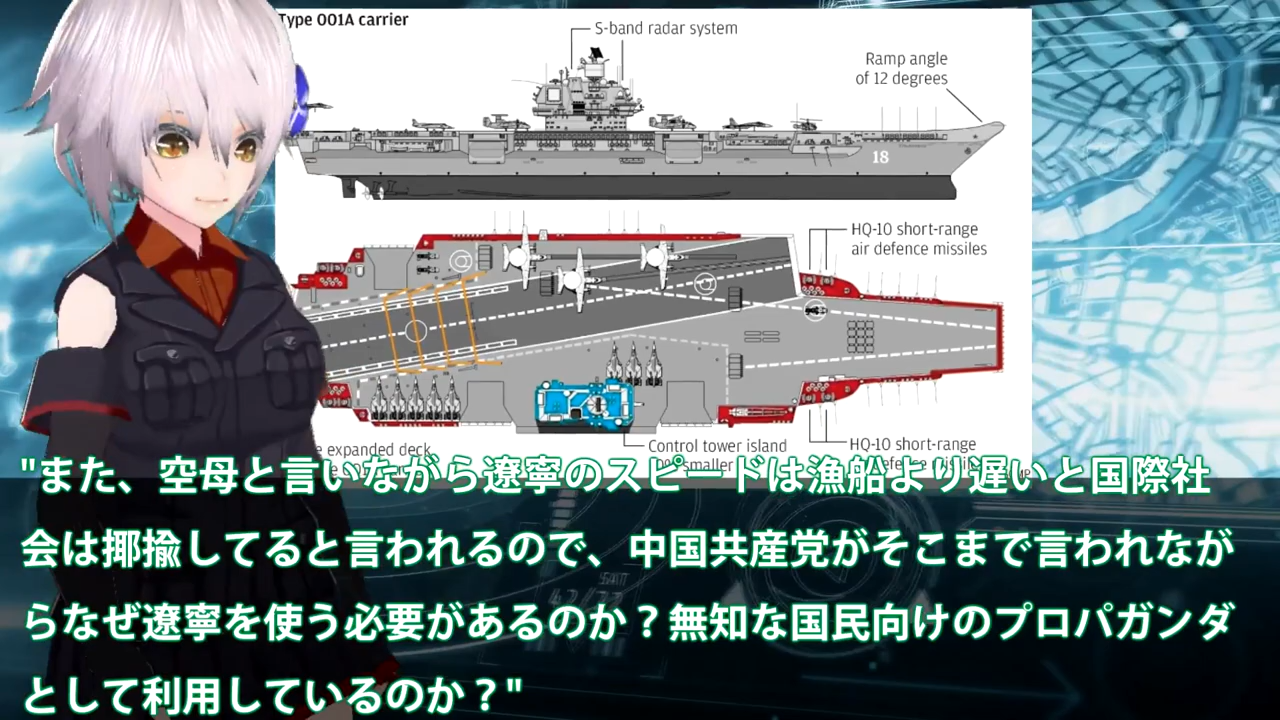 Type 001A carrier
S-band radar system
Ramp angle
of 12 degrees
18
HQ-10 short-range
air defence missiles
expanded deck
Control tower island
smaller
HQ-10 short-range
"また、空母と言いながら遼寧のスピードは漁船より遅いと国際社
会は揶揄してると言われるので、中国共産党がそこまで言われなが
らなぜ遼寧を使う必要があるのか？無知な国民向けのプロパガンダ
として利用しているのか？"